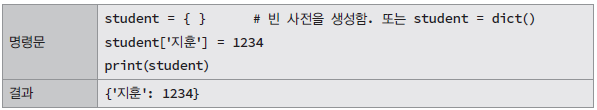 명령문
student = { }      # 빈 사전을 생성함. 또는 student = dict()
student['지훈'] = 1234
print(student)
결과
{'지훈': 1234}